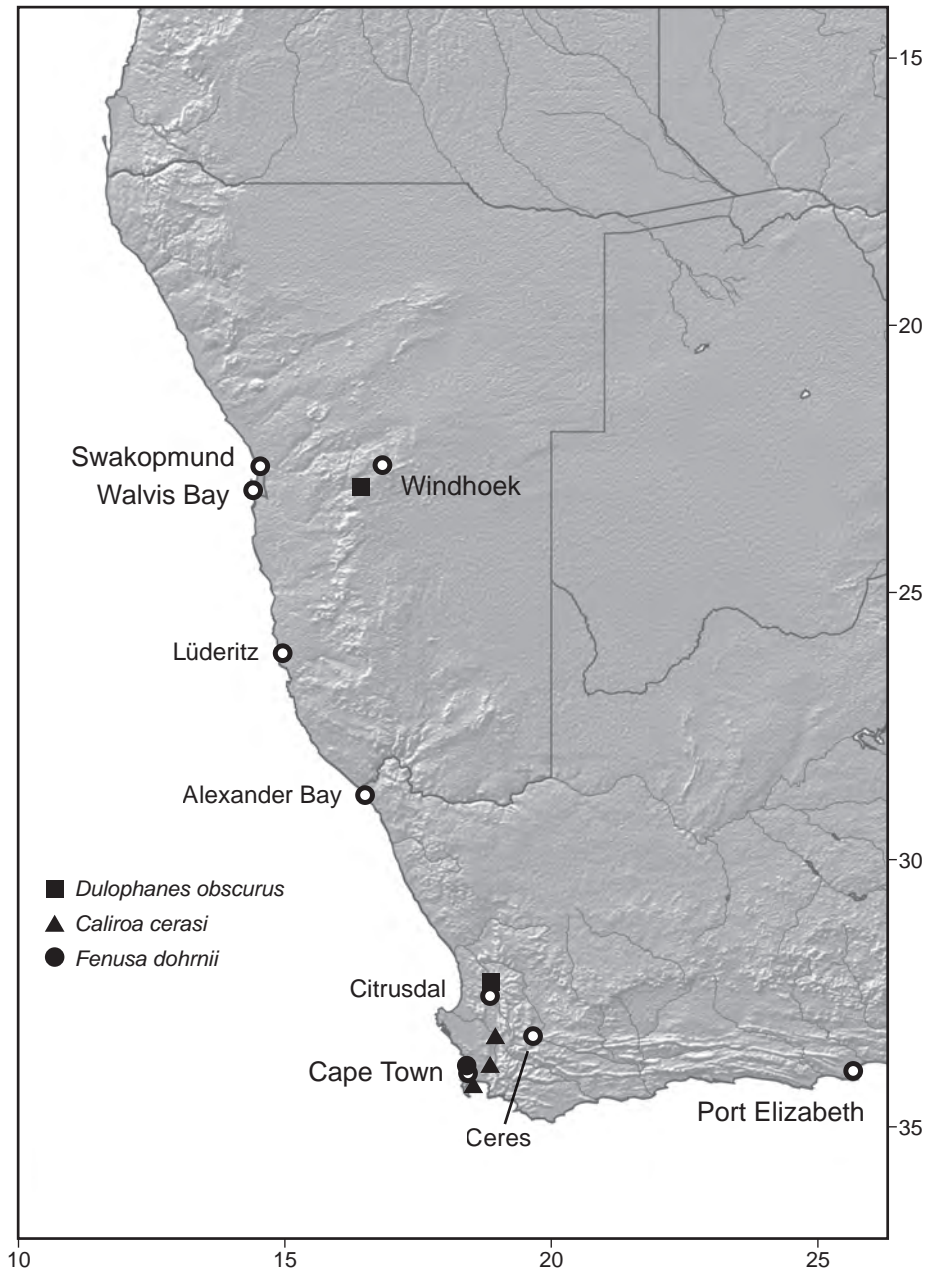 15
20
Swakopmund
Walvis Bay
Windhoek
25
Lüderitz
Alexander Bay
30
Dulophanes obscurus
Caliroa cerasi
Fenusa dohrnii
Citrusdal
Cape Town
Port Elizabeth
Ceres
35
10
15
20
25